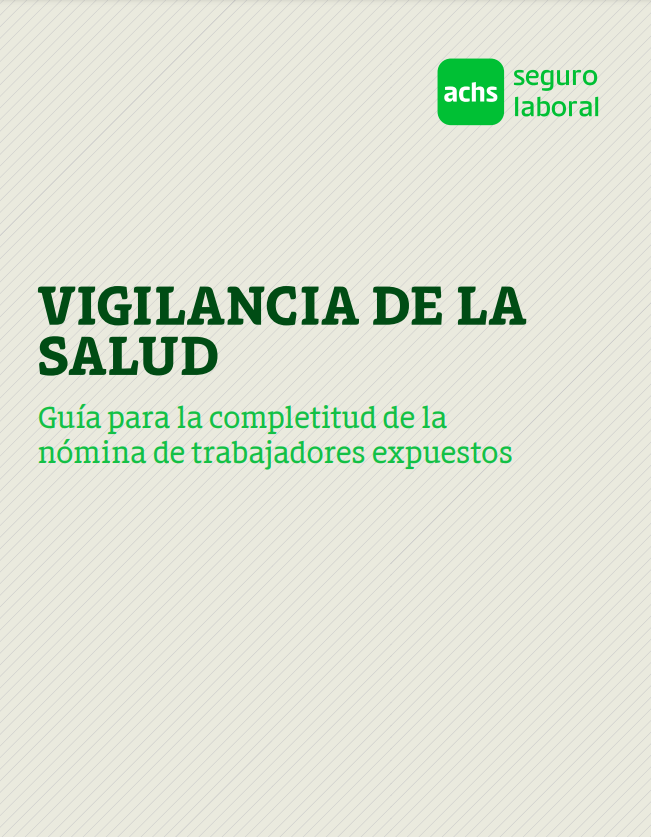 achs
seguro
laboral
VIGILANCIA DE LA
SALUD
Guía para la completitud de la
nómina de trabajadores expuestos